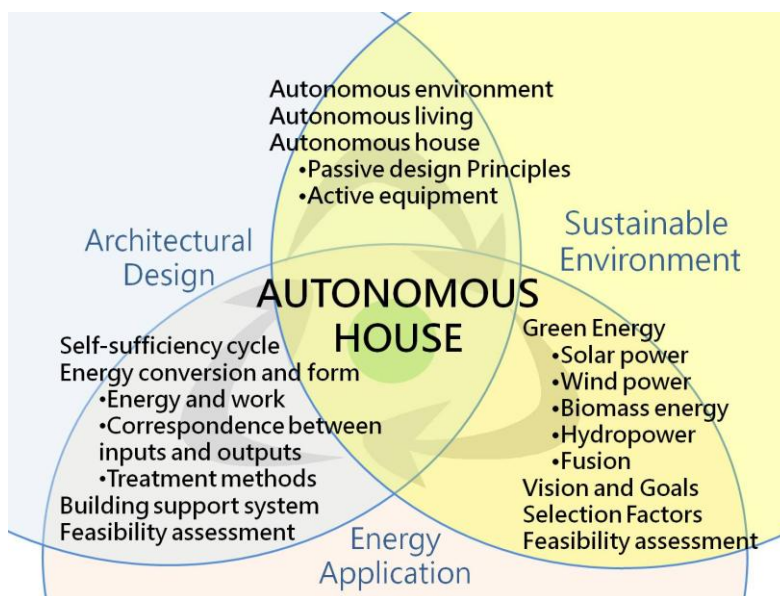 Autonomous environment
Autonomous living
Autonomous house
•Passive design Principles
•Active equipment
Architectural
Design
Sustainable
Environment
AUTONOMOUS
HOUSE
Self-sufficiency cycle
Energy conversion and form
•Energy and work
•Correspondence between
inputs and outputs
•Treatment methods
Building support system
Feasibility assessment
Green Energy
•Solar power
•Wind power
•Biomass energy
•Hydropower
•Fusion
Vision and Goals
Selection Factors
Feasibility assessment
Energy
Application